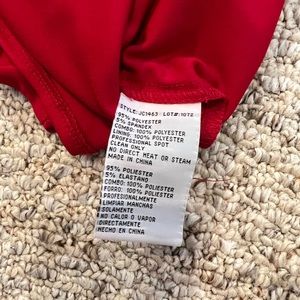 STYLE: JC1463 LOT#:1072
95% POLYESTER
5% SPANDEX
COMBO: 100% POLYESTER
LINING: 100% POLYESTER
PROFESSIONAL SPOT
CLEAN ONLY
NO DIRECT HEAT OR STEAM
MADE IN CHINA
95% POLIESTER
5% ELASTANO
COMBO: 100% POLIESTER
FORRO: 100% POLIESTER
PROFESIONALMENTE
LIMPIAR MANCHAS
SOLAMENTE
NO CALOR O VAPOR
DIRECTAMENTE
HECHO EN CHINA